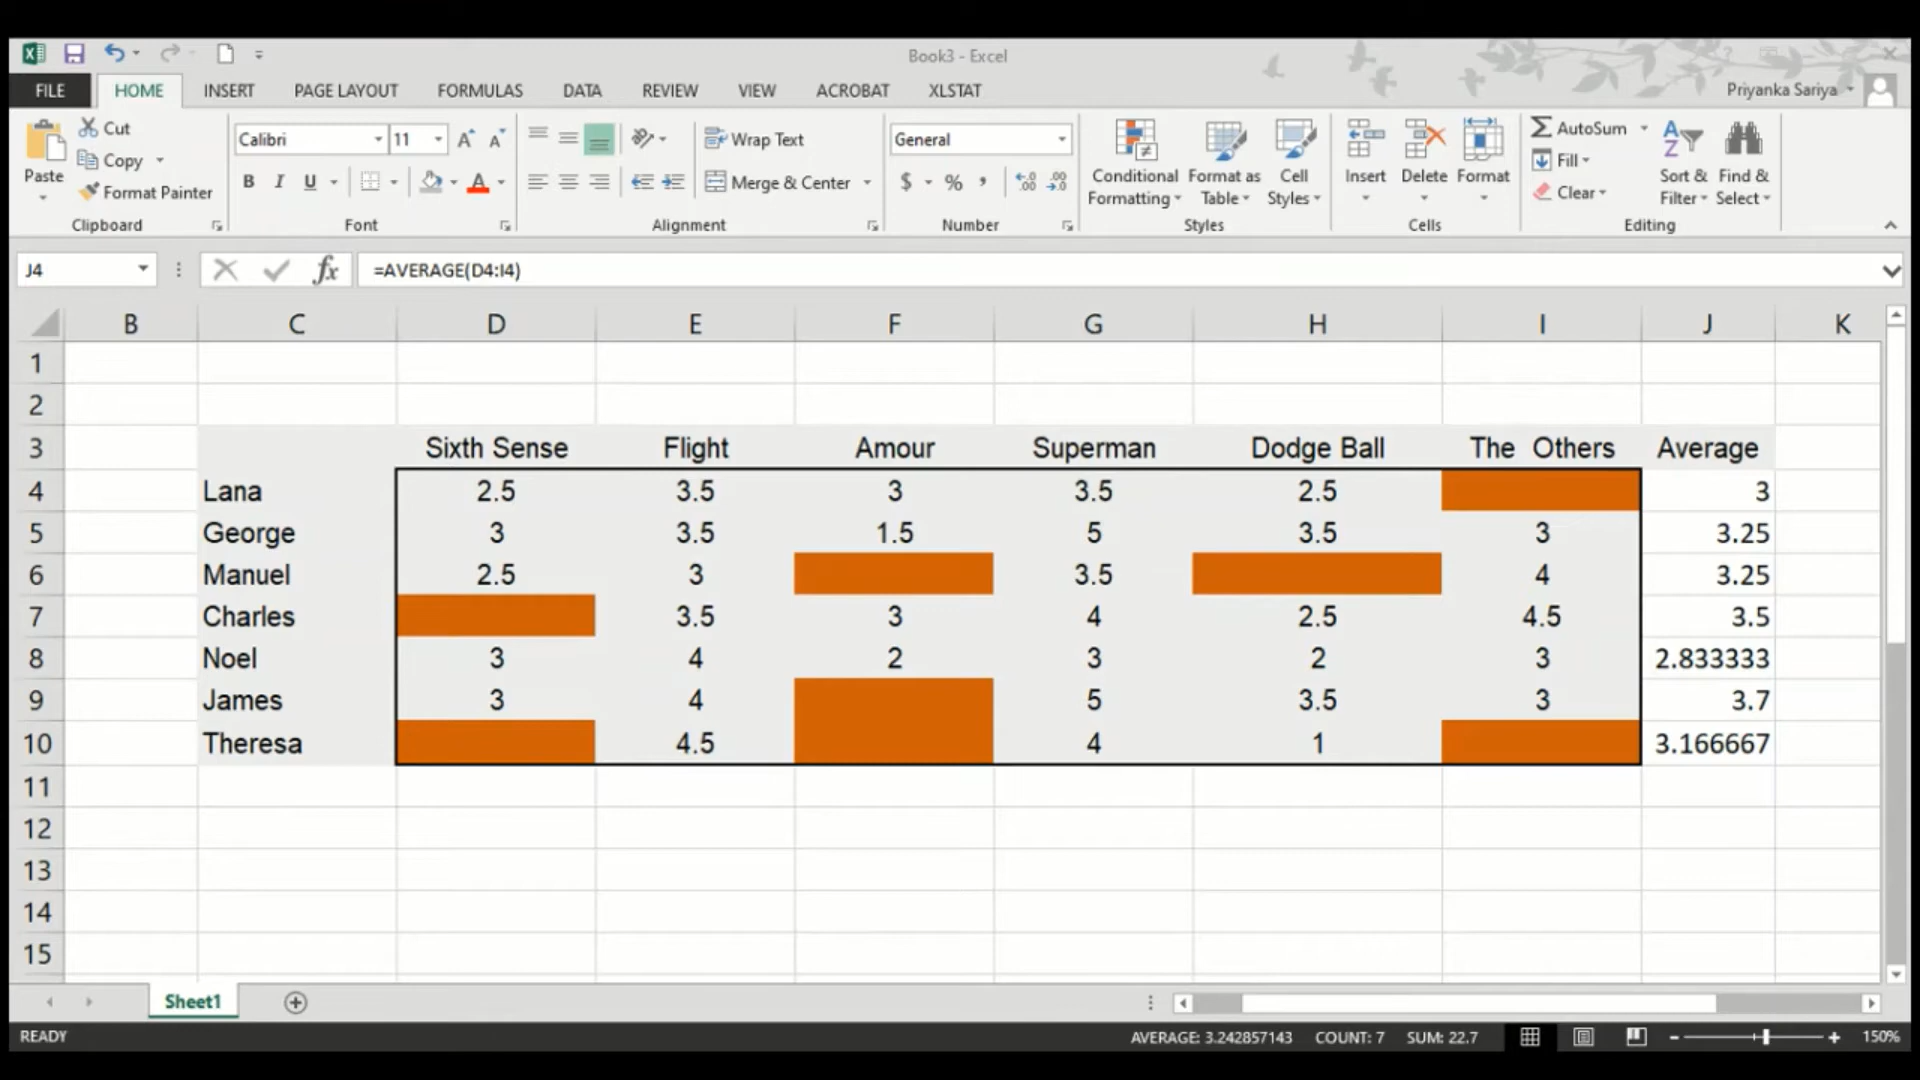 Book3 - Excel
FILE HOME INSERT PAGE LAYOUT FORMULAS DATA REVIEW VIEW ACROBAT XLSTAT Priyanka Sariya
Cut
Copy
Format Painter
Paste
Clipboard
Calibri 11
B I U
Font
Wrap Text
Merge & Center
Alignment
General
$ % ,
Number
Conditional Formatting
Format as Table
Cell Styles
Styles
Insert Delete Format
Cells
AutoSum
Fill
Clear
Sort & Filter
Find & Select
Editing
J4 fx =AVERAGE(D4:I4)
B C D E F G H I J K
1
2
3 Sixth Sense Flight Amour Superman Dodge Ball The Others Average
4 Lana 2.5 3.5 3 3.5 2.5 3
5 George 3 3.5 1.5 5 3.5 3 3.25
6 Manuel 2.5 3 3.5 4 3.25
7 Charles 3.5 3 4 2.5 4.5 3.5
8 Noel 3 4 2 3 2 3 2.833333
9 James 3 4 5 3.5 3 3.7
10 Theresa 4.5 4 1 3.166667
11
12
13
14
15
Sheet1
READY AVERAGE: 3.242857143 COUNT: 7 SUM: 22.7 150%